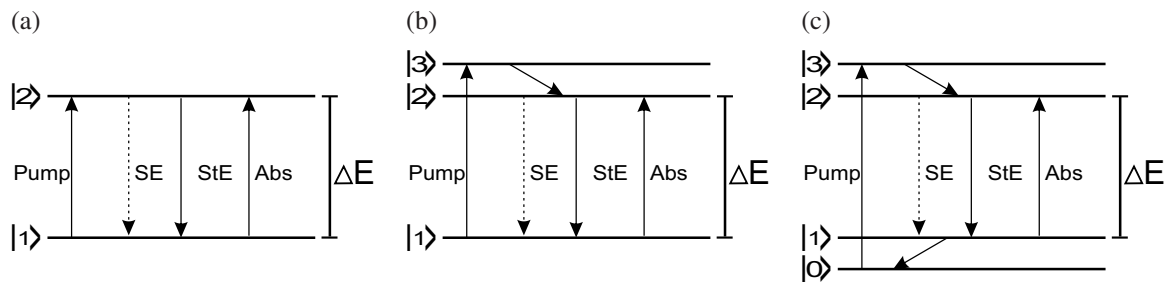 (a)
(b)
(c)
|3⟩
|3⟩
|2⟩
|2⟩
|2⟩
Pump SE StE Abs ΔE
Pump SE StE Abs ΔE
Pump SE StE Abs ΔE
|1⟩
|1⟩
|1⟩
|0⟩